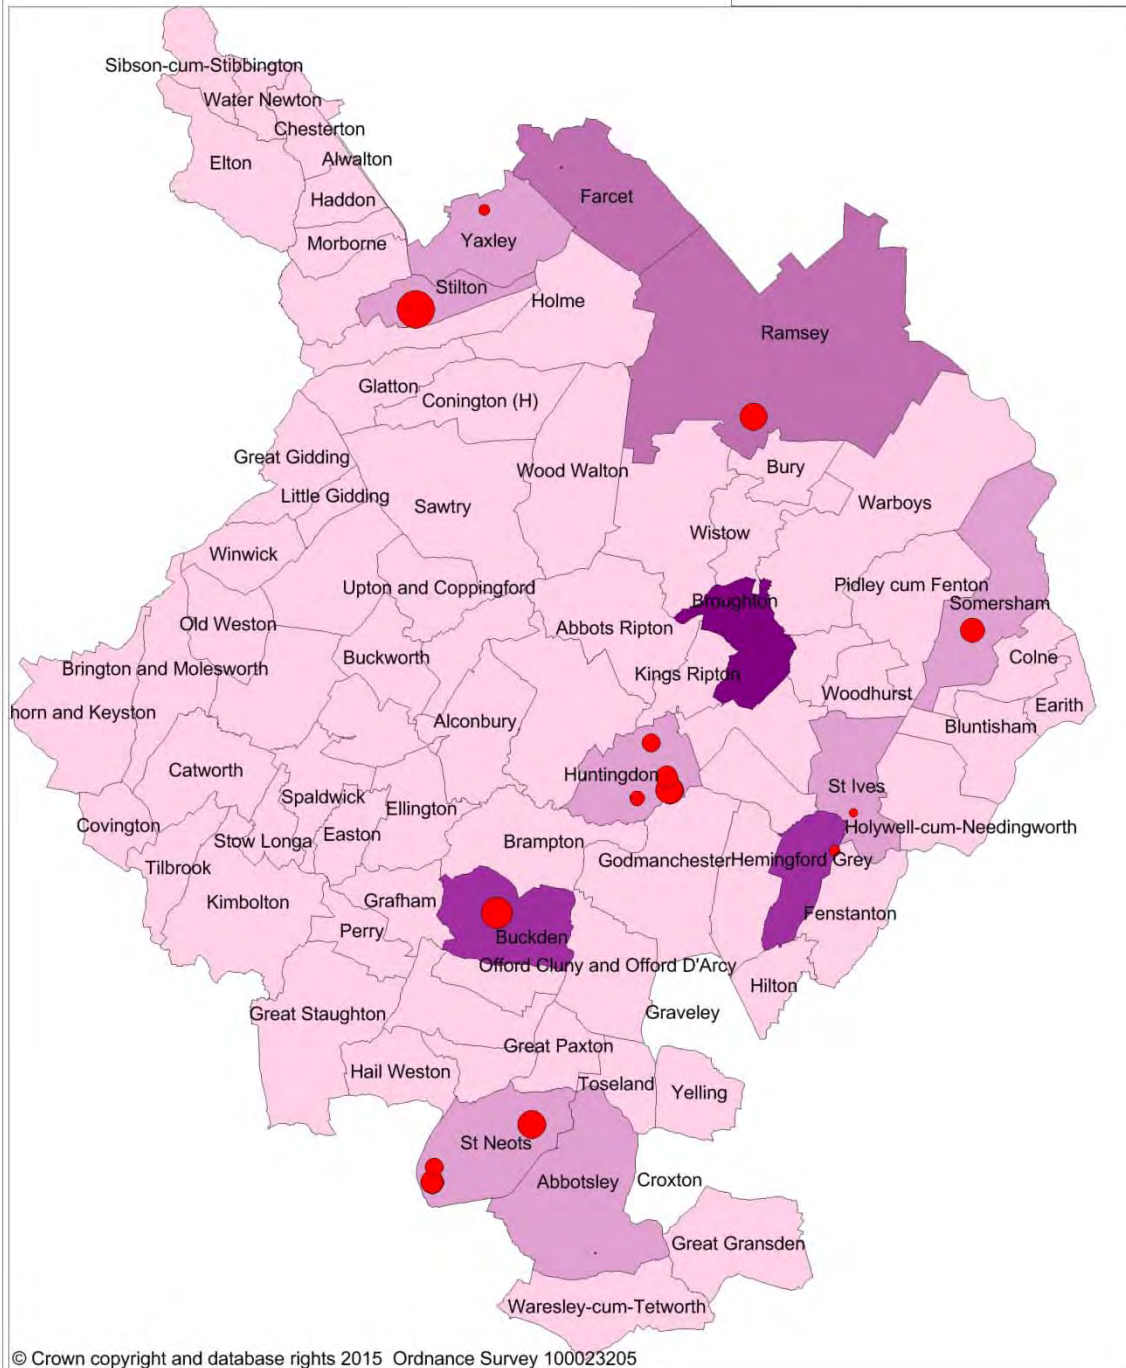 Sibson-cum-Stibbington
Water Newton
Chesterton
Alwalton
Elton
Haddon
Farcet
Yaxley
Morborne
Stilton
Holme
Ramsey
Glatton
Conington (H)
Great Gidding
Wood Walton
Bury
Little Gidding
Sawtry
Warboys
Wistow
Winwick
Upton and Coppingford
Pidley cum Fenton
Broughton
Somersham
Old Weston
Abbots Ripton
Buckworth
Colne
Brington and Molesworth
Kings Ripton
Woodhurst
Earith
horn and Keyston
Alconbury
Bluntisham
Catworth
Huntingdon
St Ives
Spaldwick
Ellington
Covington
Stow Longa
Easton
Brampton
Holywell-cum-Needingworth
Tilbrook
Godmanchester
Hemingford Grey
Kimbolton
Grafham
Fenstanton
Perry
Buckden
Offord Cluny and Offord D'Arcy
Hilton
Great Staughton
Graveley
Great Paxton
Hail Weston
Toseland
Yelling
St Neots
Abbotsley
Croxton
Great Gransden
Waresley-cum-Tetworth
© Crown copyright and database rights 2015 Ordnance Survey 100023205